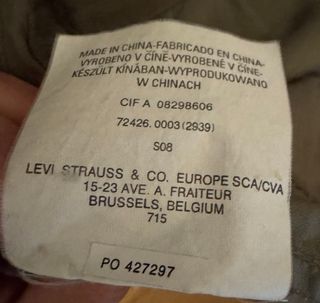 MADE IN CHINA-FABRICADO EN CHINA-
VYROBENO V ČÍNĚ-VYROBENÉ V ČÍNE-
KÉSZÜLT KÍNÁBAN-WYPRODUKOWANO
W CHINACH
CIF A 08298606
72426.0003(2939)
S08
LEVI STRAUSS & CO. EUROPE SCA/CVA
15-23 AVE. A. FRAITEUR
BRUSSELS, BELGIUM
715
PO 427297